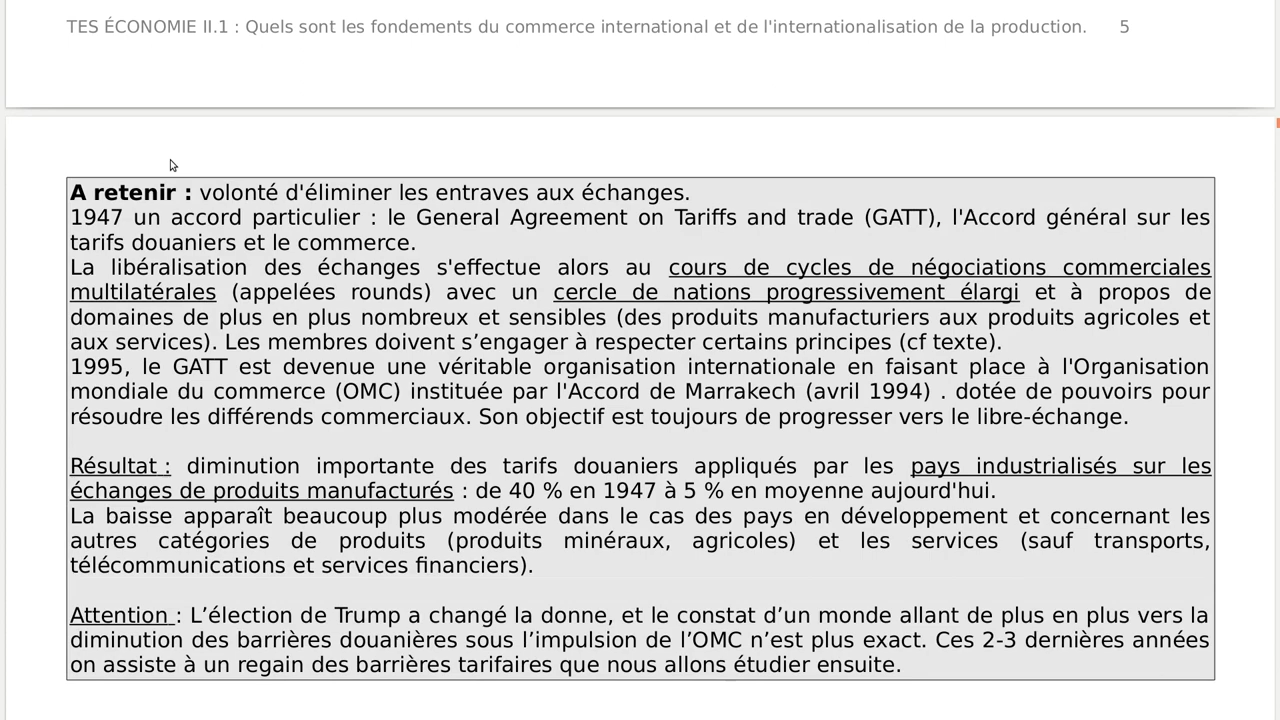 TES ÉCONOMIE II.1 : Quels sont les fondements du commerce international et de l'internationalisation de la production. 5
A retenir : volonté d'éliminer les entraves aux échanges.
1947 un accord particulier : le General Agreement on Tariffs and trade (GATT), l'Accord général sur les
tarifs douaniers et le commerce.
La libéralisation des échanges s'effectue alors au cours de cycles de négociations commerciales
multilatérales (appelées rounds) avec un cercle de nations progressivement élargi et à propos de
domaines de plus en plus nombreux et sensibles (des produits manufacturiers aux produits agricoles et
aux services). Les membres doivent s’engager à respecter certains principes (cf texte).
1995, le GATT est devenue une véritable organisation internationale en faisant place à l'Organisation
mondiale du commerce (OMC) instituée par l'Accord de Marrakech (avril 1994) . dotée de pouvoirs pour
résoudre les différends commerciaux. Son objectif est toujours de progresser vers le libre-échange.
Résultat : diminution importante des tarifs douaniers appliqués par les pays industrialisés sur les
échanges de produits manufacturés : de 40 % en 1947 à 5 % en moyenne aujourd'hui.
La baisse apparaît beaucoup plus modérée dans le cas des pays en développement et concernant les
autres catégories de produits (produits minéraux, agricoles) et les services (sauf transports,
télécommunications et services financiers).
Attention : L’élection de Trump a changé la donne, et le constat d’un monde allant de plus en plus vers la
diminution des barrières douanières sous l’impulsion de l’OMC n’est plus exact. Ces 2-3 dernières années
on assiste à un regain des barrières tarifaires que nous allons étudier ensuite.